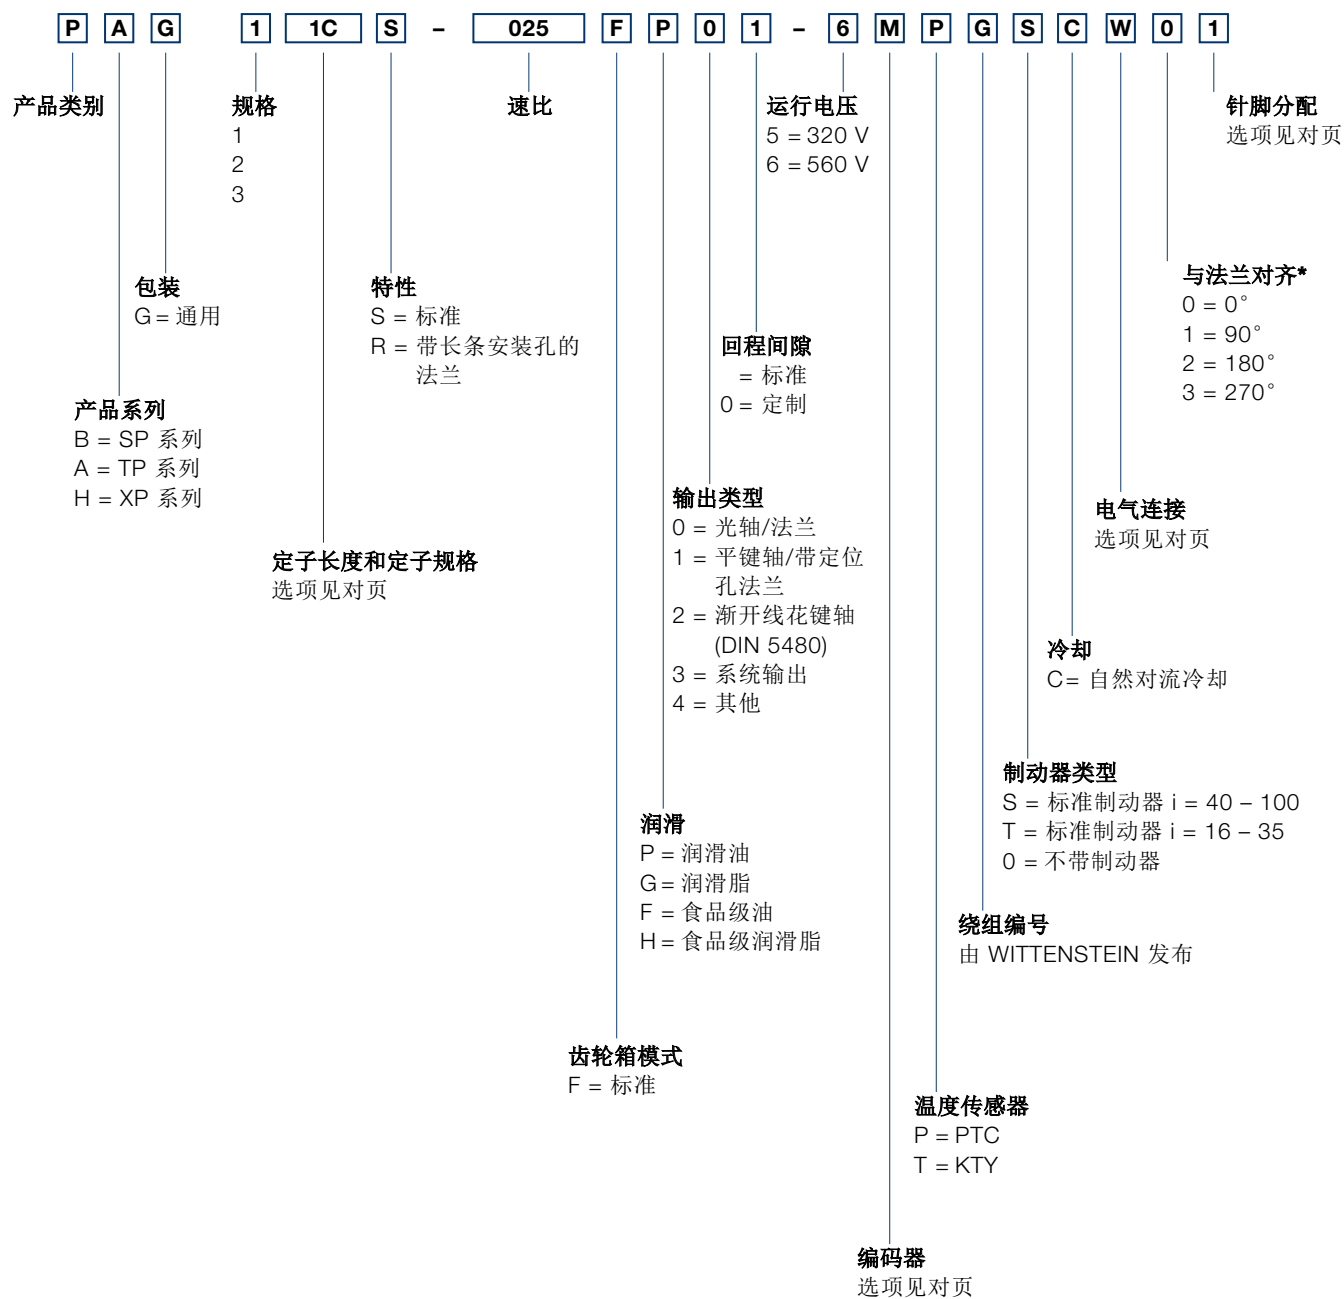 P A G 1 1C S – 025 F P 0 1 – 6 M P G S C W 0 1
产品类别
规格
1
2
3
速比
运行电压
5 = 320 V
6 = 560 V
针脚分配
选项见对页
包装
G = 通用
特性
S = 标准
R = 带长条安装孔的
法兰
回程间隙
= 标准
0 = 定制
与法兰对齐*
0 = 0°
1 = 90°
2 = 180°
3 = 270°
产品系列
B = SP 系列
A = TP 系列
H = XP 系列
输出类型
0 = 光轴/法兰
1 = 平键轴/带定位
孔法兰
2 = 渐开线花键轴
(DIN 5480)
3 = 系统输出
4 = 其他
电气连接
选项见对页
定子长度和定子规格
选项见对页
冷却
C = 自然对流冷却
制动器类型
S = 标准制动器 i = 40 – 100
T = 标准制动器 i = 16 – 35
0 = 不带制动器
润滑
P = 润滑油
G = 润滑脂
F = 食品级油
H = 食品级润滑脂
绕组编号
由 WITTENSTEIN 发布
齿轮箱模式
F = 标准
温度传感器
P = PTC
T = KTY
编码器
选项见对页